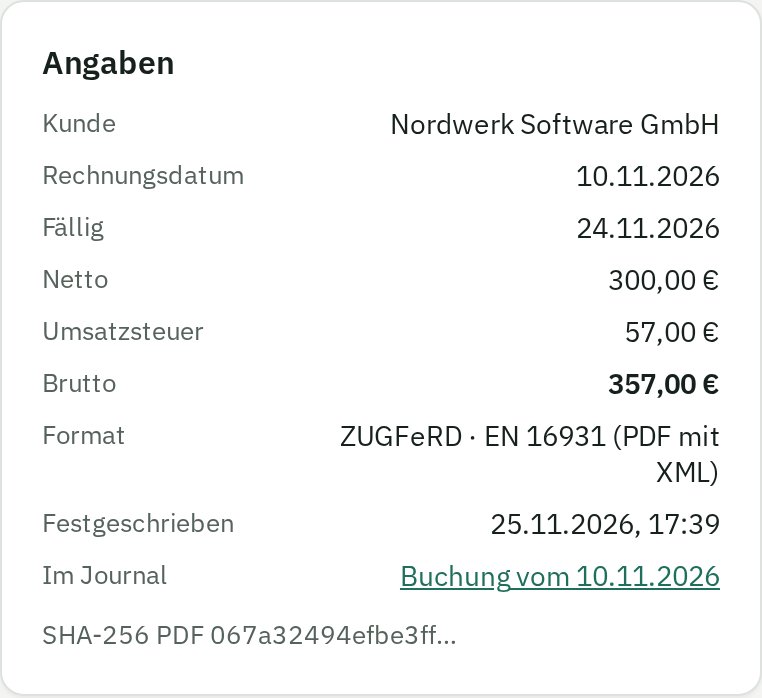 Angaben
Kunde Nordwerk Software GmbH
Rechnungsdatum 10.11.2026
Fällig 24.11.2026
Netto 300,00 €
Umsatzsteuer 57,00 €
Brutto 357,00 €
Format ZUGFeRD · EN 16931 (PDF mit
XML)
Festgeschrieben 25.11.2026, 17:39
Im Journal Buchung vom 10.11.2026
SHA-256 PDF 067a32494efbe3ff…